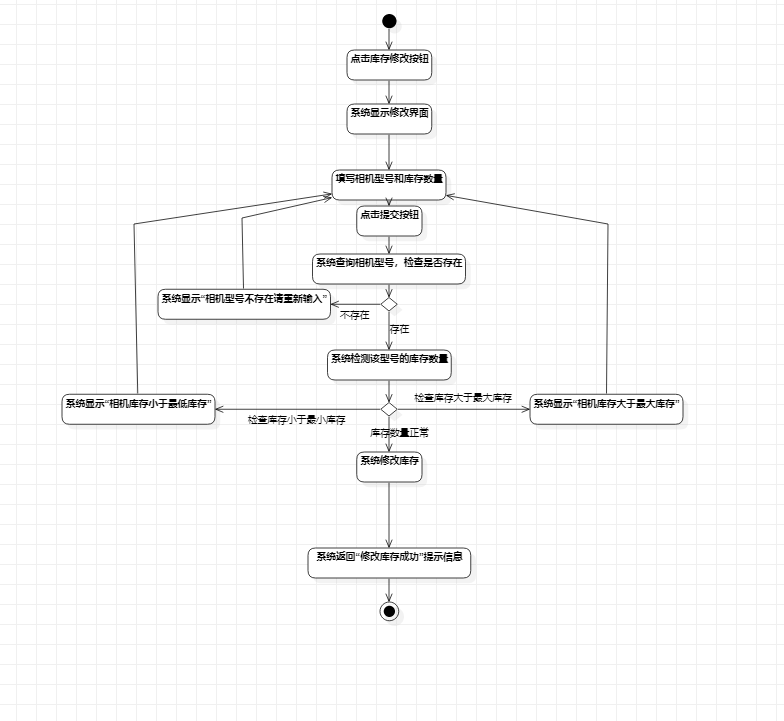 点击库存修改按钮
系统显示修改界面
填写相机型号和库存数量
点击提交按钮
系统查询相机型号，检查是否存在
系统显示“相机型号不存在请重新输入”
不存在
存在
系统检测该型号的库存数量
系统显示“相机库存小于最低库存”
检查库存小于最小库存
检查库存大于最大库存
系统显示“相机库存大于最大库存”
库存数量正常
系统修改库存
系统返回“修改库存成功”提示信息